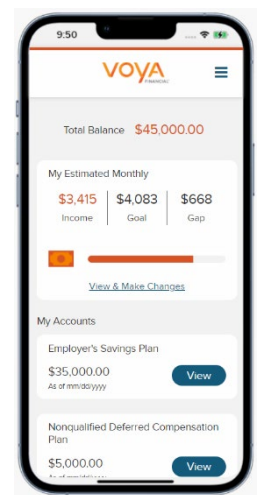 9:50
VOYA
FINANCIAL
Total Balance $45,000.00
My Estimated Monthly
$3,415 $4,083 $668
Income Goal Gap
View & Make Changes
My Accounts
Employer's Savings Plan
$35,000.00
As of mm/dd/yyyy
View
Nonqualified Deferred Compensation
Plan
$5,000.00
View